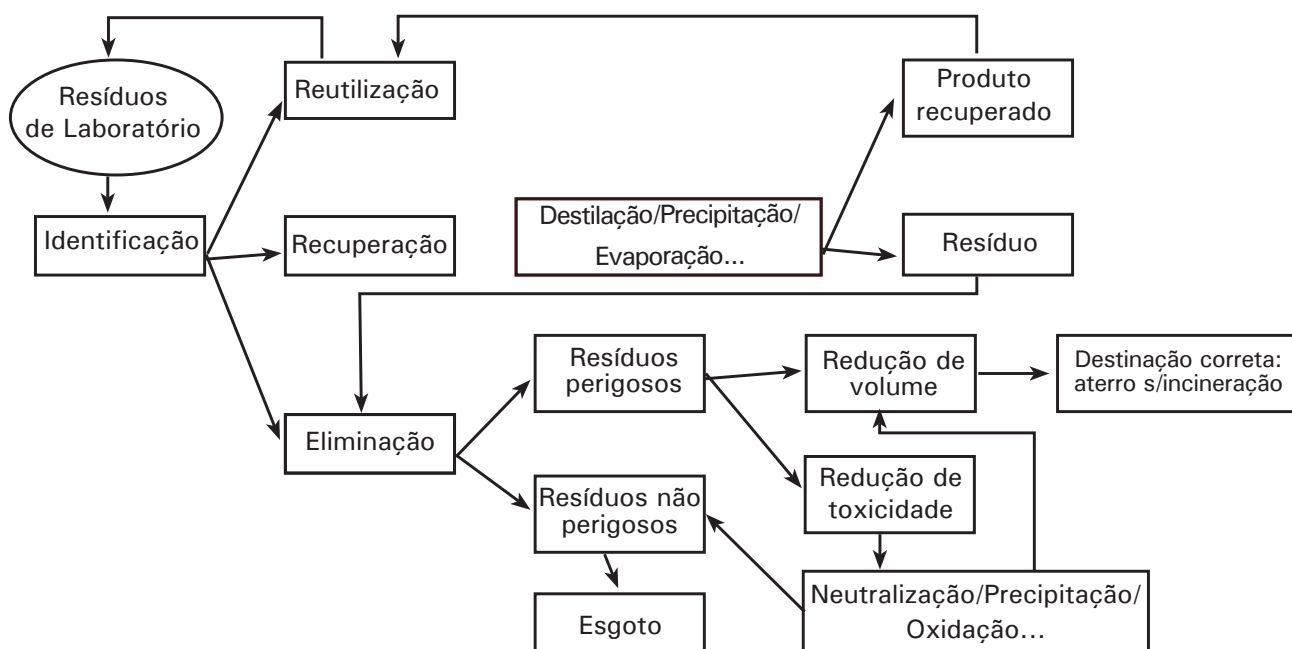 Resíduos
de Laboratório
Reutilização
Produto
recuperado
Identificação
Recuperação
Destilação/Precipitação/
Evaporação...
Resíduo
Eliminação
Resíduos
perigosos
Redução de
volume
Destinação correta:
aterro s/incineração
Resíduos não
perigosos
Redução de
toxicidade
Esgoto
Neutralização/Precipitação/
Oxidação...